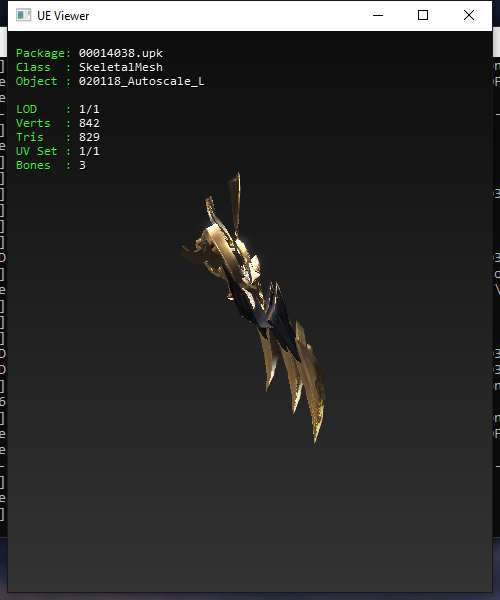 UE Viewer
Package: 00014038.upk
Class : SkeletalMesh
Object : 020118_Autoscale_L
LOD : 1/1
Verts : 842
Tris : 829
UV Set : 1/1
Bones : 3